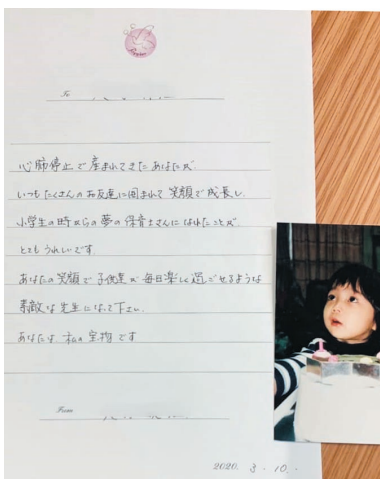 To
心肺停止で産まれてきたあなたが、
いつもたくさんのお友達に囲まれて 笑顔で成長し、
小学生の時からの夢の保育士さんになれたことが、
とてもうれしいです。
あなたの笑顔で子供達が毎日楽しく過ごせるような
素敵な先生になって下さい。
あなたは、私の宝物です
From
2020. 3.10.